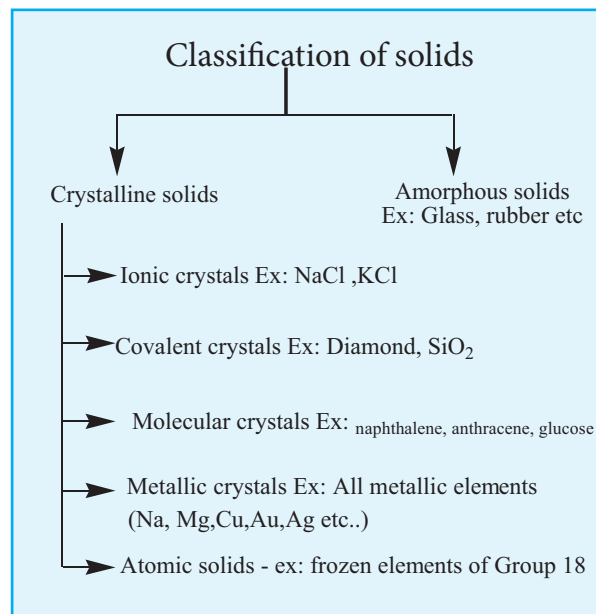 Classification of solids
Crystalline solids
Amorphous solids
Ex: Glass, rubber etc
Ionic crystals Ex: NaCl ,KCl
Covalent crystals Ex: Diamond, SiO₂
Molecular crystals Ex: naphthalene, anthracene, glucose
Metallic crystals Ex: All metallic elements
(Na, Mg,Cu,Au,Ag etc..)
Atomic solids - ex: frozen elements of Group 18